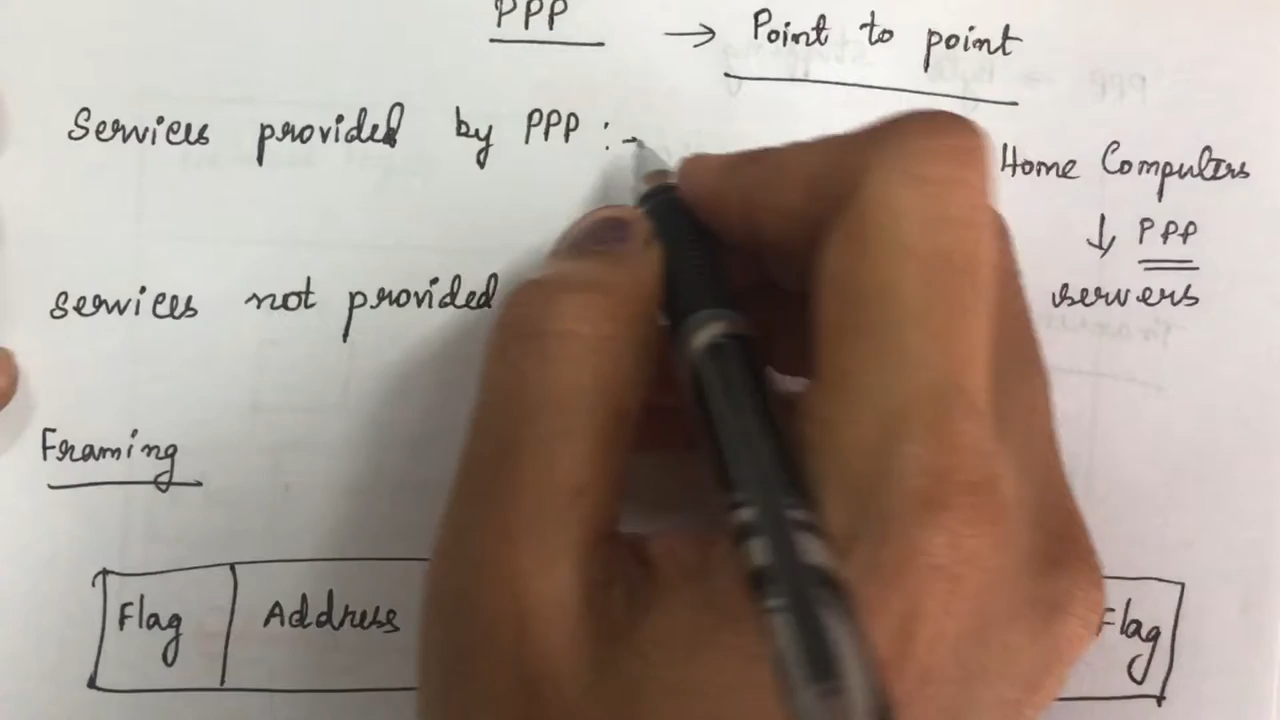 PPP → Point to point
Services provided by PPP :-
Home Computers
↓ PPP
servers
services not provided
Framing
Flag Address Flag